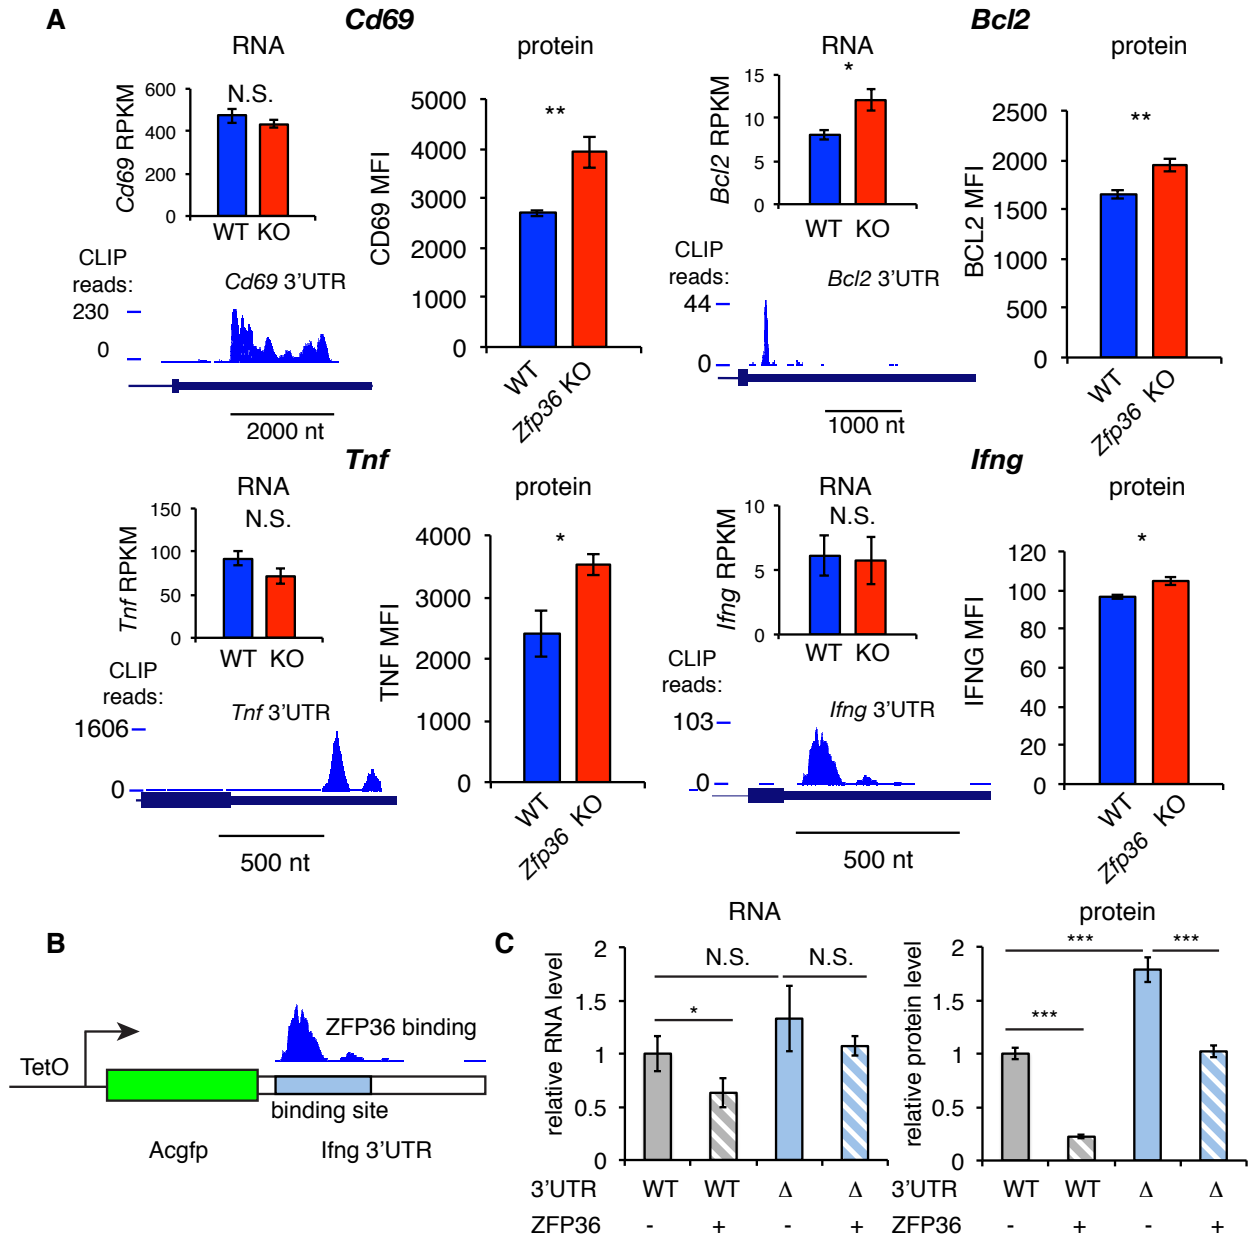 A
Cd69
RNA
protein
Cd69 RPKM
600
400
200
0
N.S.
WT KO
CD69 MFI
5000
4000
3000
2000
1000
0
**
WT
Zfp36 KO
CLIP
reads:
230
0
Cd69 3'UTR
2000 nt
Bcl2
RNA
protein
Bcl2 RPKM
15
10
5
0
*
WT KO
BCL2 MFI
2500
2000
1500
1000
500
0
**
WT
Zfp36 KO
CLIP
reads:
44
0
Bcl2 3'UTR
1000 nt
Tnf
RNA
protein
Tnf RPKM
150
100
50
0
N.S.
WT KO
TNF MFI
4000
3000
2000
1000
0
*
WT
Zfp36 KO
CLIP
reads:
1606
0
Tnf 3'UTR
500 nt
Ifng
RNA
protein
Ifng RPKM
10
5
0
N.S.
WT KO
IFNG MFI
120
100
80
60
40
20
0
*
WT
Zfp36 KO
CLIP
reads:
103
0
Ifng 3'UTR
500 nt
B
TetO
ZFP36 binding
binding site
Acgfp
Ifng 3'UTR
C
RNA
relative RNA level
2
1.5
1
0.5
0
N.S.
N.S.
*
3'UTR WT WT Δ Δ
ZFP36 - + - +
protein
relative protein level
2
1.5
1
0.5
0
***
***
***
3'UTR WT WT Δ Δ
ZFP36 - + - +